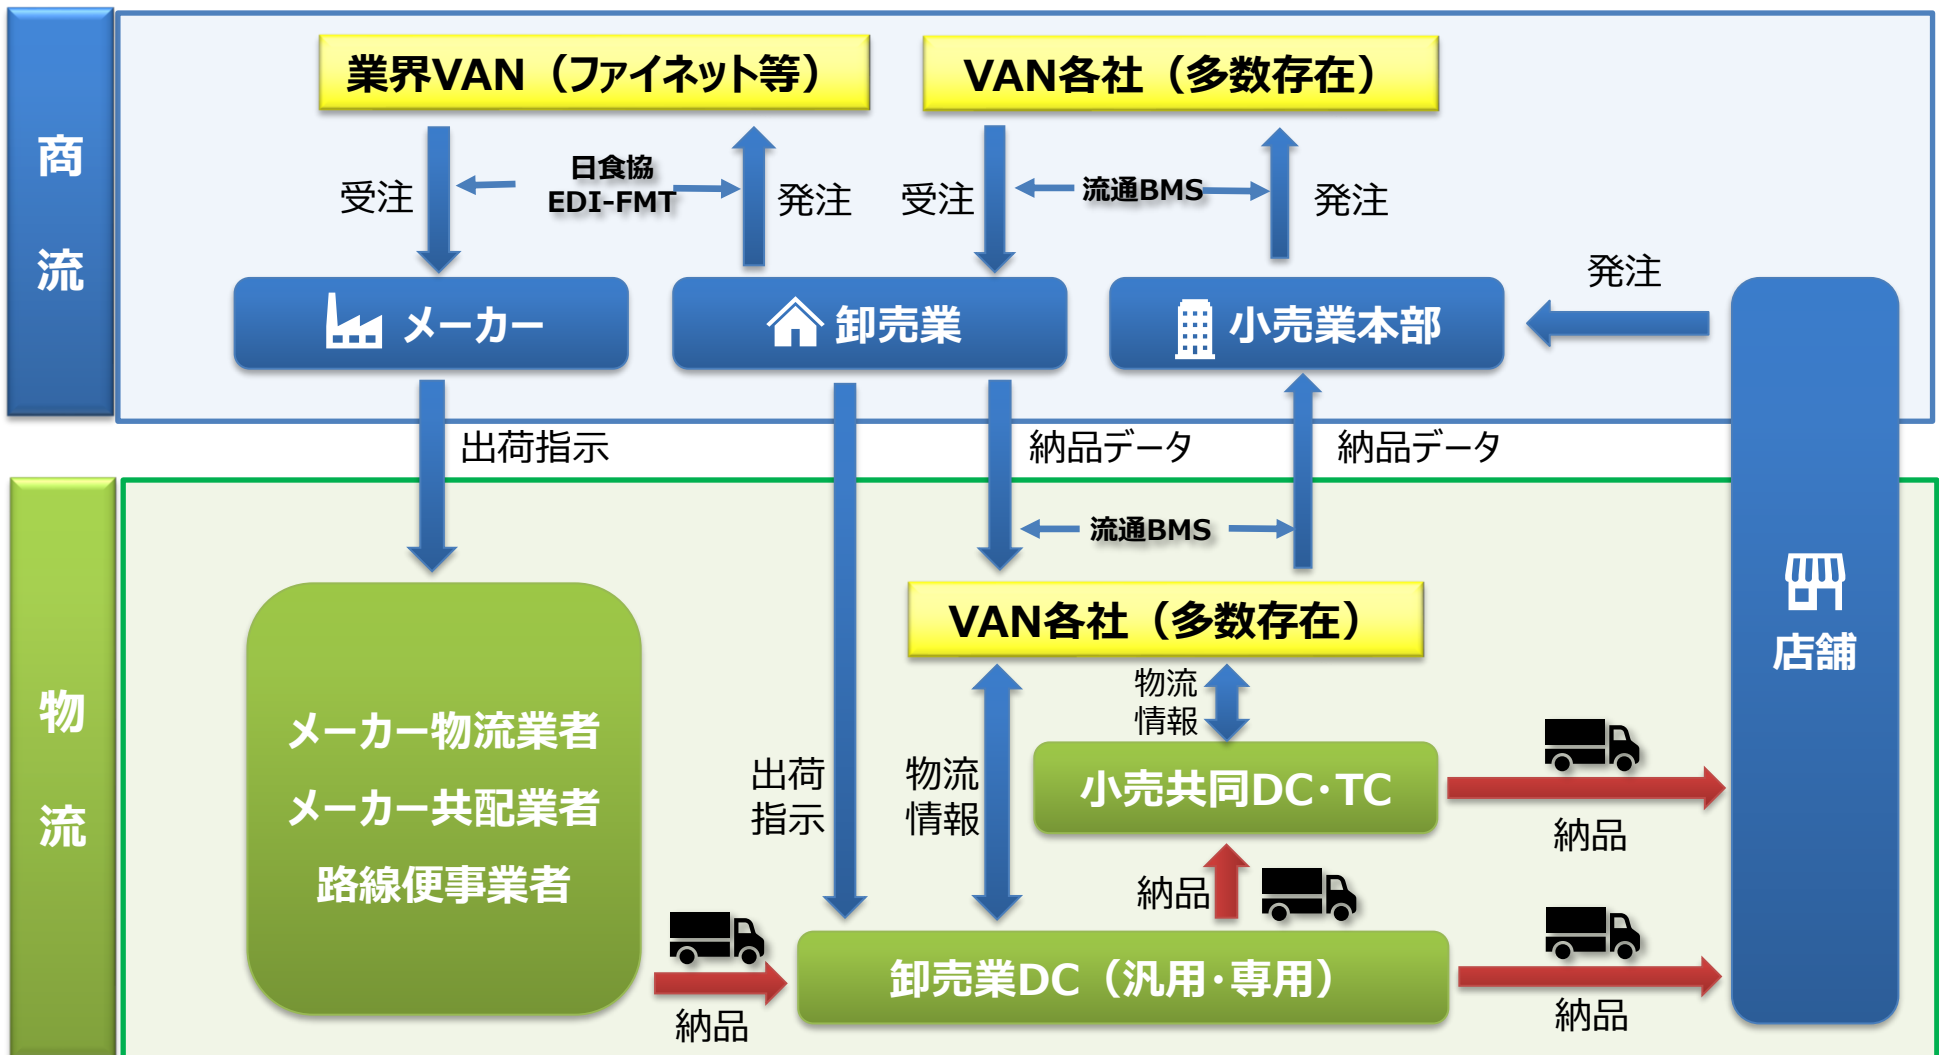 商
流
業界VAN（ファイネット等）
VAN各社（多数存在）
受注
日食協
EDI-FMT
発注
受注
流通BMS
発注
メーカー
卸売業
小売業本部
発注
出荷指示
納品データ
納品データ
物
流
流通BMS
VAN各社（多数存在）
店舗
メーカー物流業者
メーカー共配業者
路線便事業者
出荷
指示
物流
情報
物流
情報
小売共同DC・TC
納品
納品
納品
卸売業DC（汎用・専用）
納品